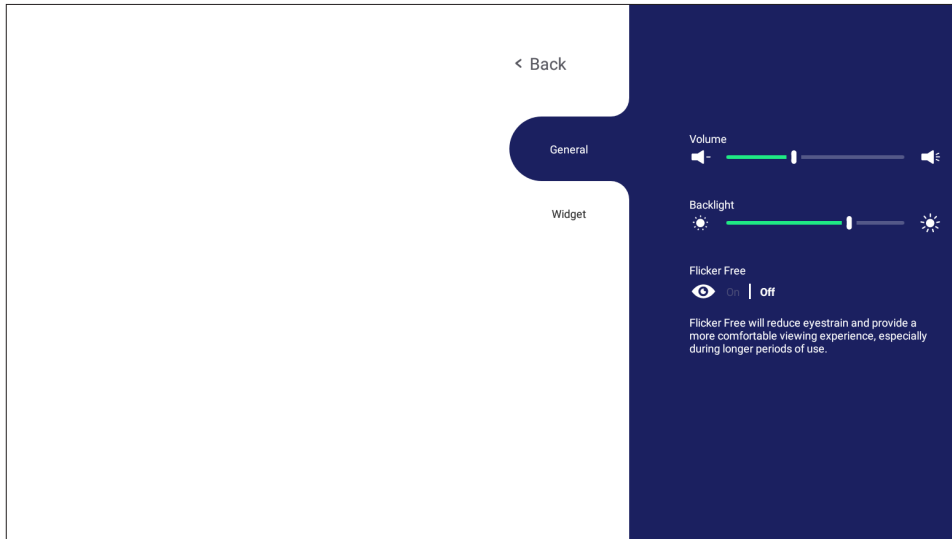 < Back
General
Widget
Volume
Backlight
Flicker Free
On | Off
Flicker Free will reduce eyestrain and provide a
more comfortable viewing experience, especially
during longer periods of use.